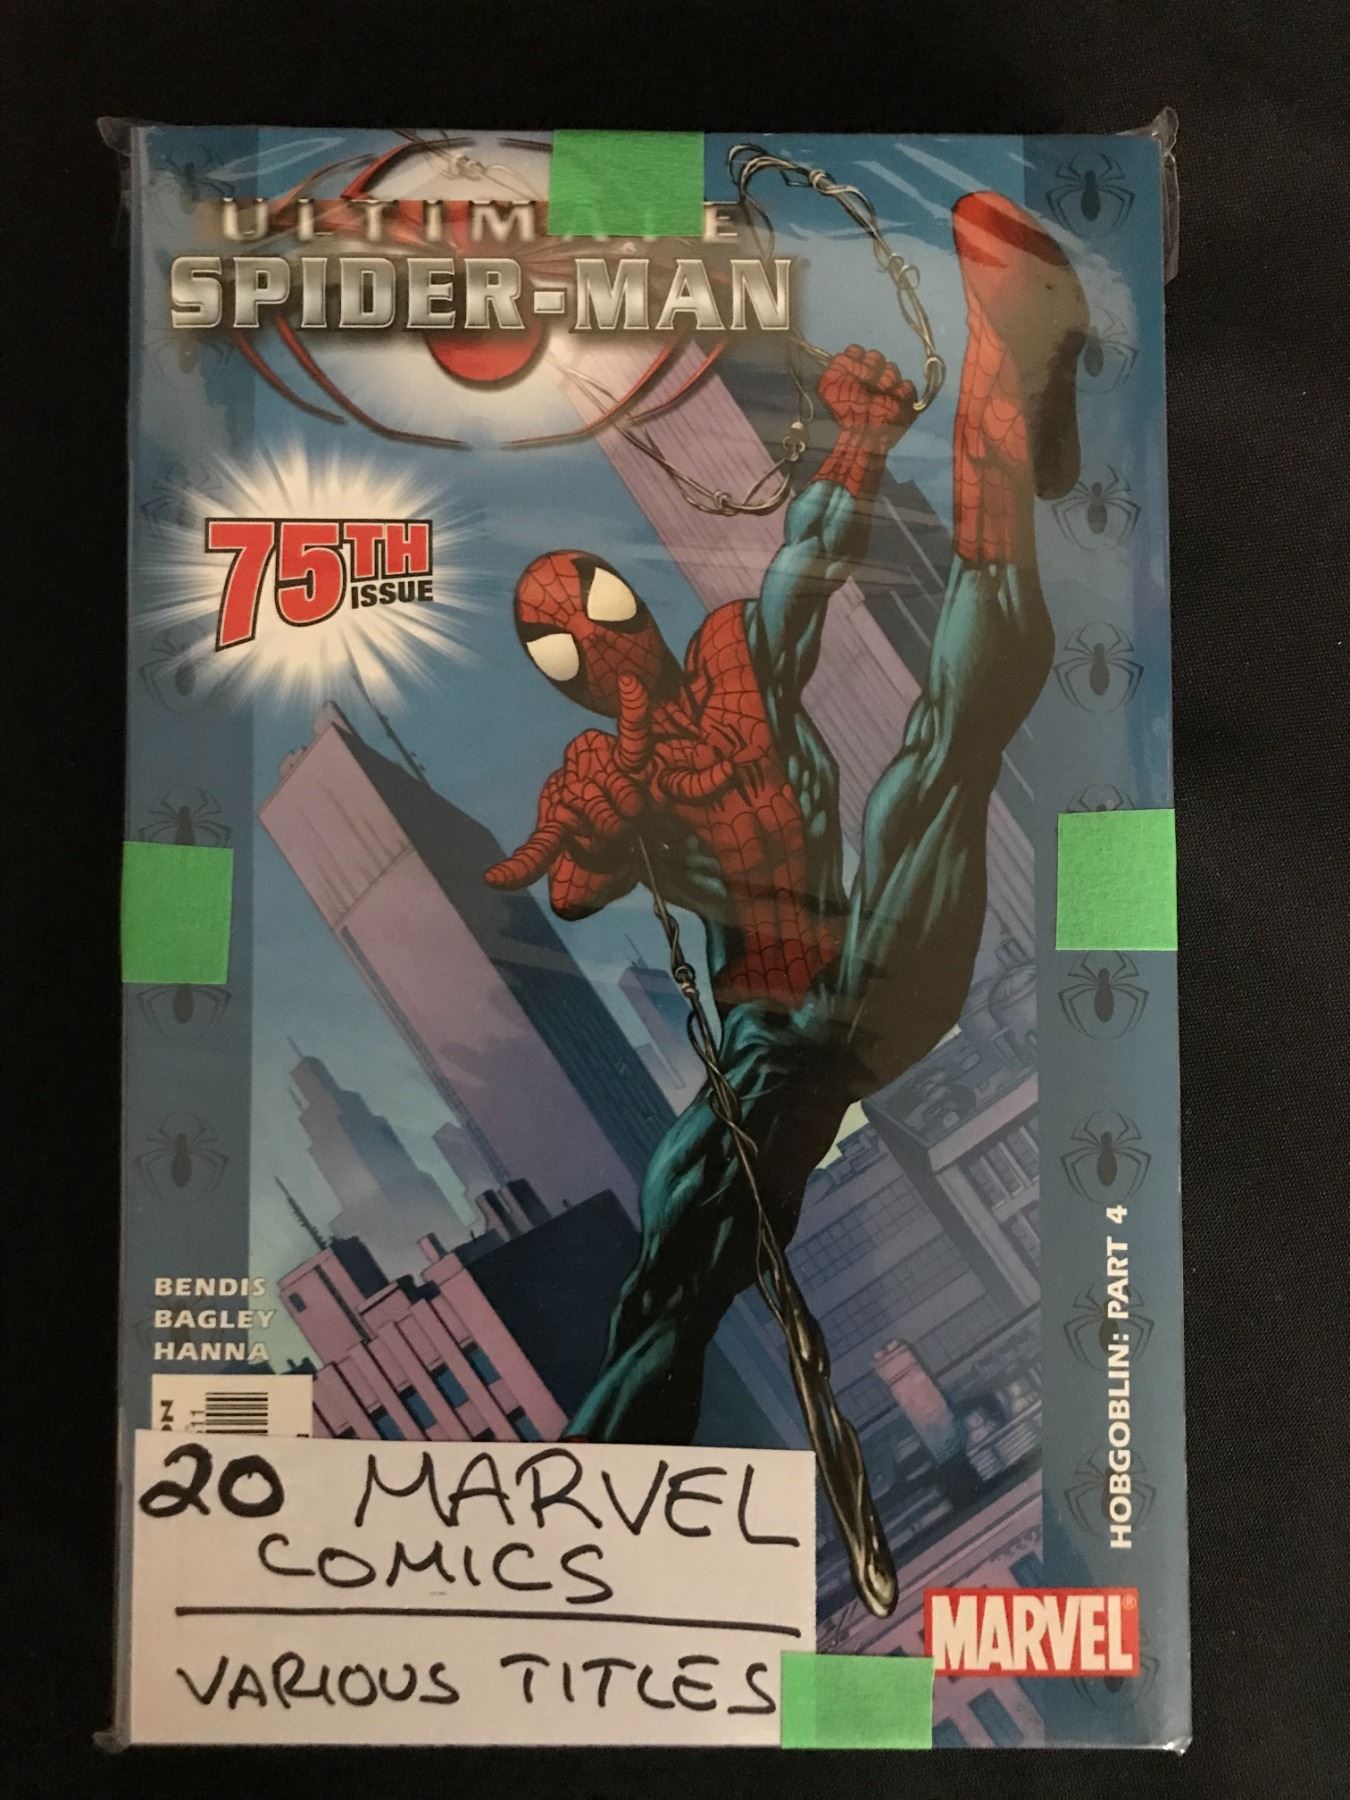 ULTIMATE
SPIDER-MAN®
75TH
ISSUE
BENDIS
BAGLEY
HANNA
HOBGOBLIN: PART 4
20 MARVEL
COMICS
VARIOUS TITLES
MARVEL®